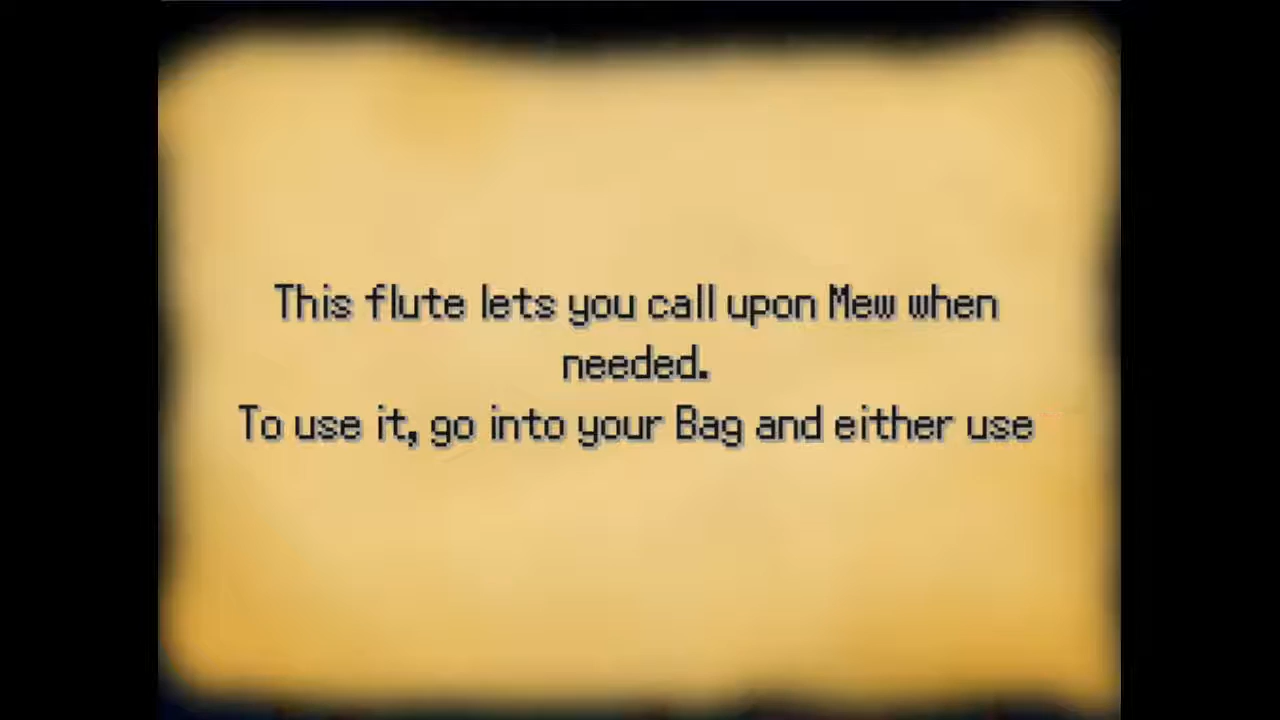 This flute lets you call upon Mew when
needed.
To use it, go into your Bag and either use